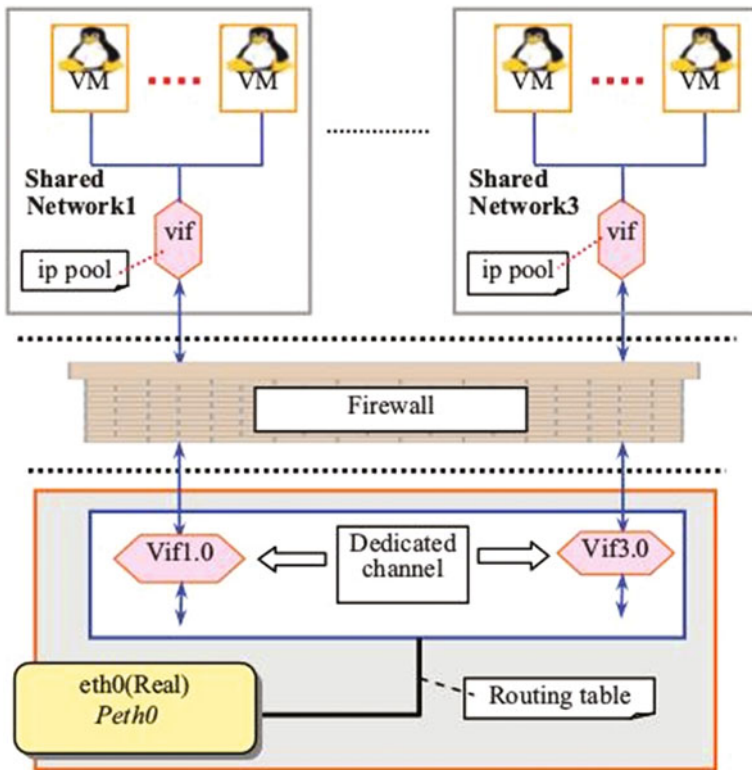 VM
VM
VM
VM
Shared
Network1
vif
ip pool
Shared
Network3
vif
ip pool
Firewall
Vif1.0
Dedicated
channel
Vif3.0
eth0(Real)
Peth0
Routing table